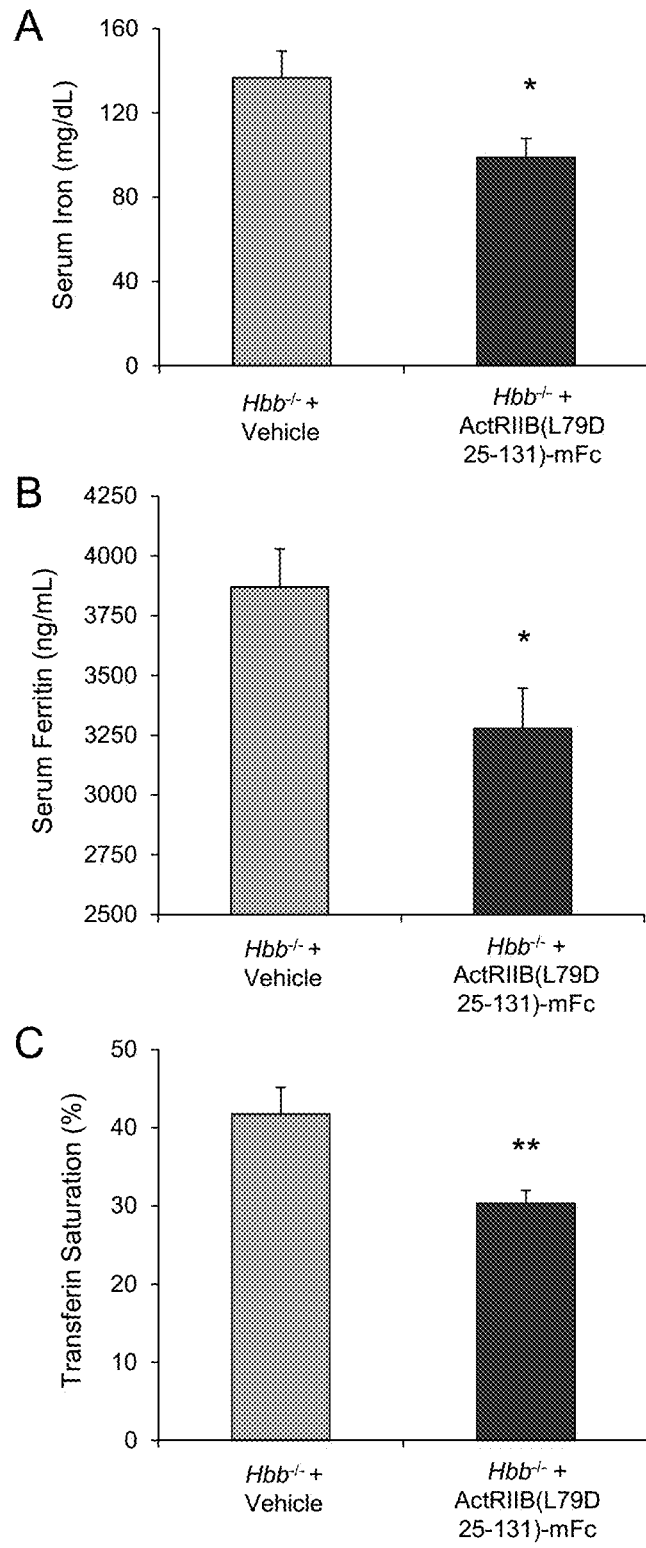 A
Serum Iron (mg/dL)
160
120
80
40
0
*
Hbb-/- +
Vehicle
Hbb-/- +
ActRIIB(L79D
25-131)-mFc
B
Serum Ferritin (ng/mL)
4250
4000
3750
3500
3250
3000
2750
2500
*
Hbb-/- +
Vehicle
Hbb-/- +
ActRIIB(L79D
25-131)-mFc
C
Transferin Saturation (%)
50
40
30
20
10
0
**
Hbb-/- +
Vehicle
Hbb-/- +
ActRIIB(L79D
25-131)-mFc